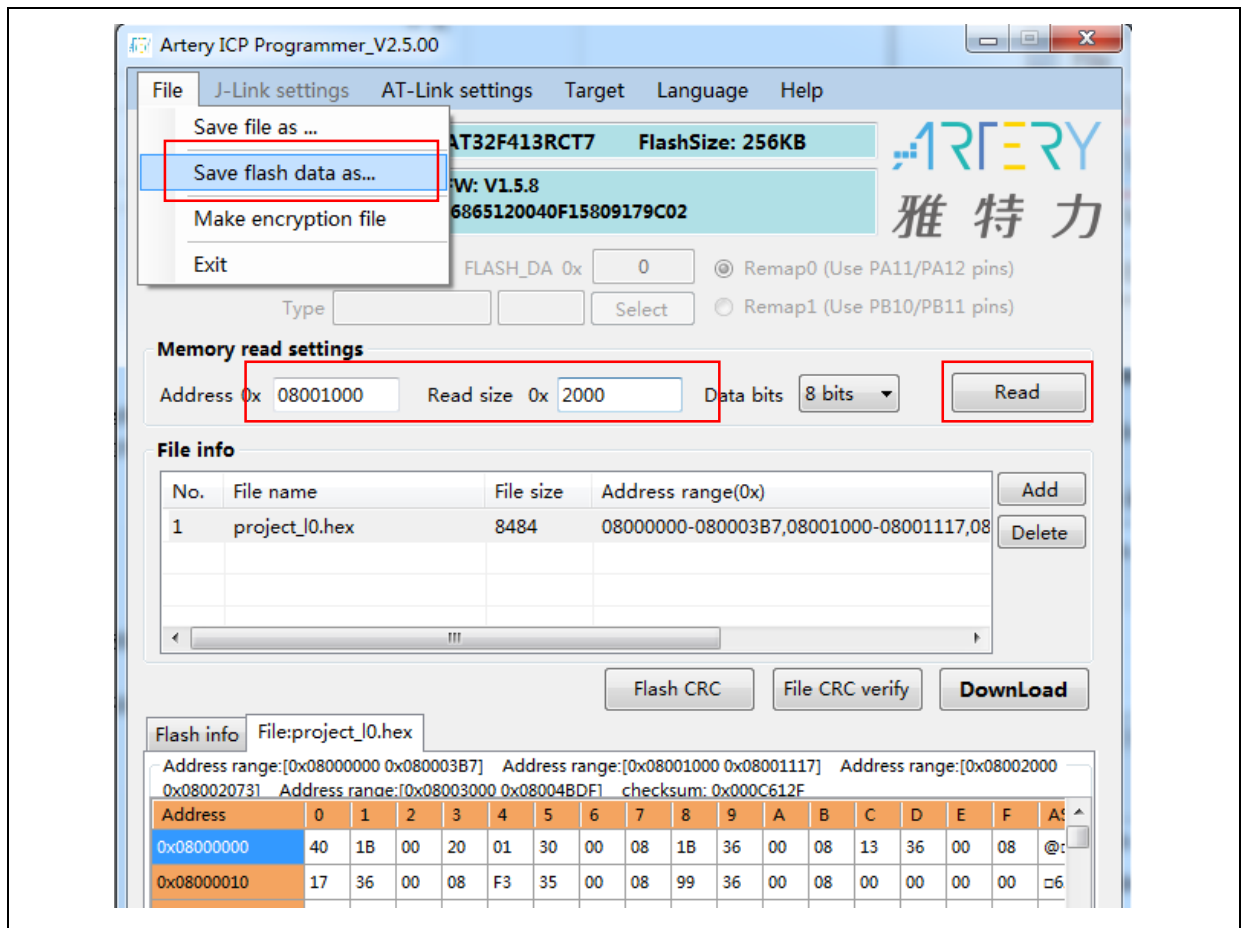 Artery ICP Programmer_V2.5.00
File J-Link settings AT-Link settings Target Language Help
Save file as ...
AT32F413RCT7 FlashSize: 256KB
ARTERY
Save flash data as...
FW: V1.5.8
6865120040F15809179C02
雅特力
Make encryption file
Exit
FLASH_DA 0x 0 Remap0 (Use PA11/PA12 pins)
Type Select Remap1 (Use PB10/PB11 pins)
Memory read settings
Address 0x 08001000 Read size 0x 2000 Data bits 8 bits Read
File info
No. File name File size Address range(0x) Add
1 project_l0.hex 8484 08000000-080003B7,08001000-08001117,08 Delete
Flash CRC File CRC verify DownLoad
Flash info File:project_l0.hex
Address range:[0x08000000 0x080003B7] Address range:[0x08001000 0x08001117] Address range:[0x08002000
0x08002073] Address range:[0x08003000 0x08004BDF] checksum: 0x000C612F
Address 0 1 2 3 4 5 6 7 8 9 A B C D E F
0x08000000 40 1B 00 20 01 30 00 08 1B 36 00 08 13 36 00 08
0x08000010 17 36 00 08 F3 35 00 08 99 36 00 08 00 00 00 00